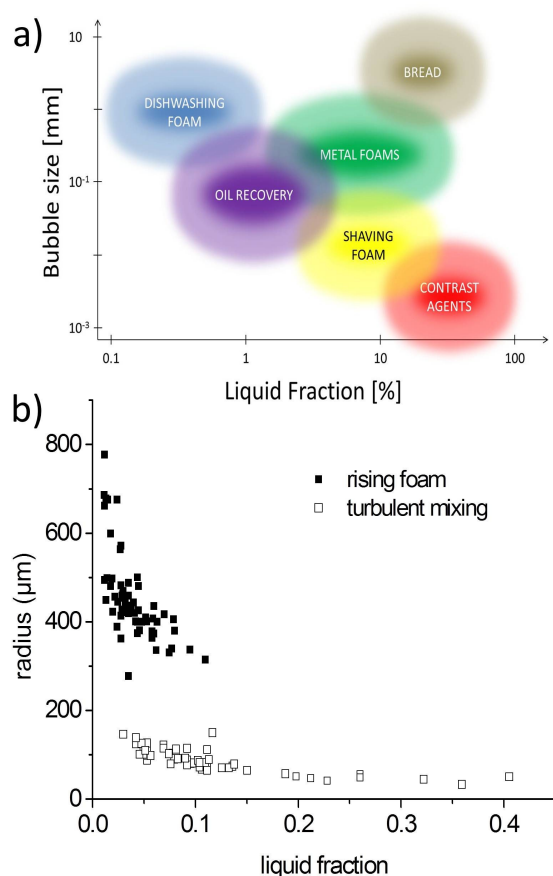 a)
10
10-1
10-3
Bubble size [mm]
DISHWASHING
FOAM
BREAD
METAL FOAMS
OIL RECOVERY
SHAVING
FOAM
CONTRAST
AGENTS
0.1
1
10
100
Liquid Fraction [%]
b)
800
600
400
200
0
radius (μm)
rising foam
turbulent mixing
0.0
0.1
0.2
0.3
0.4
liquid fraction